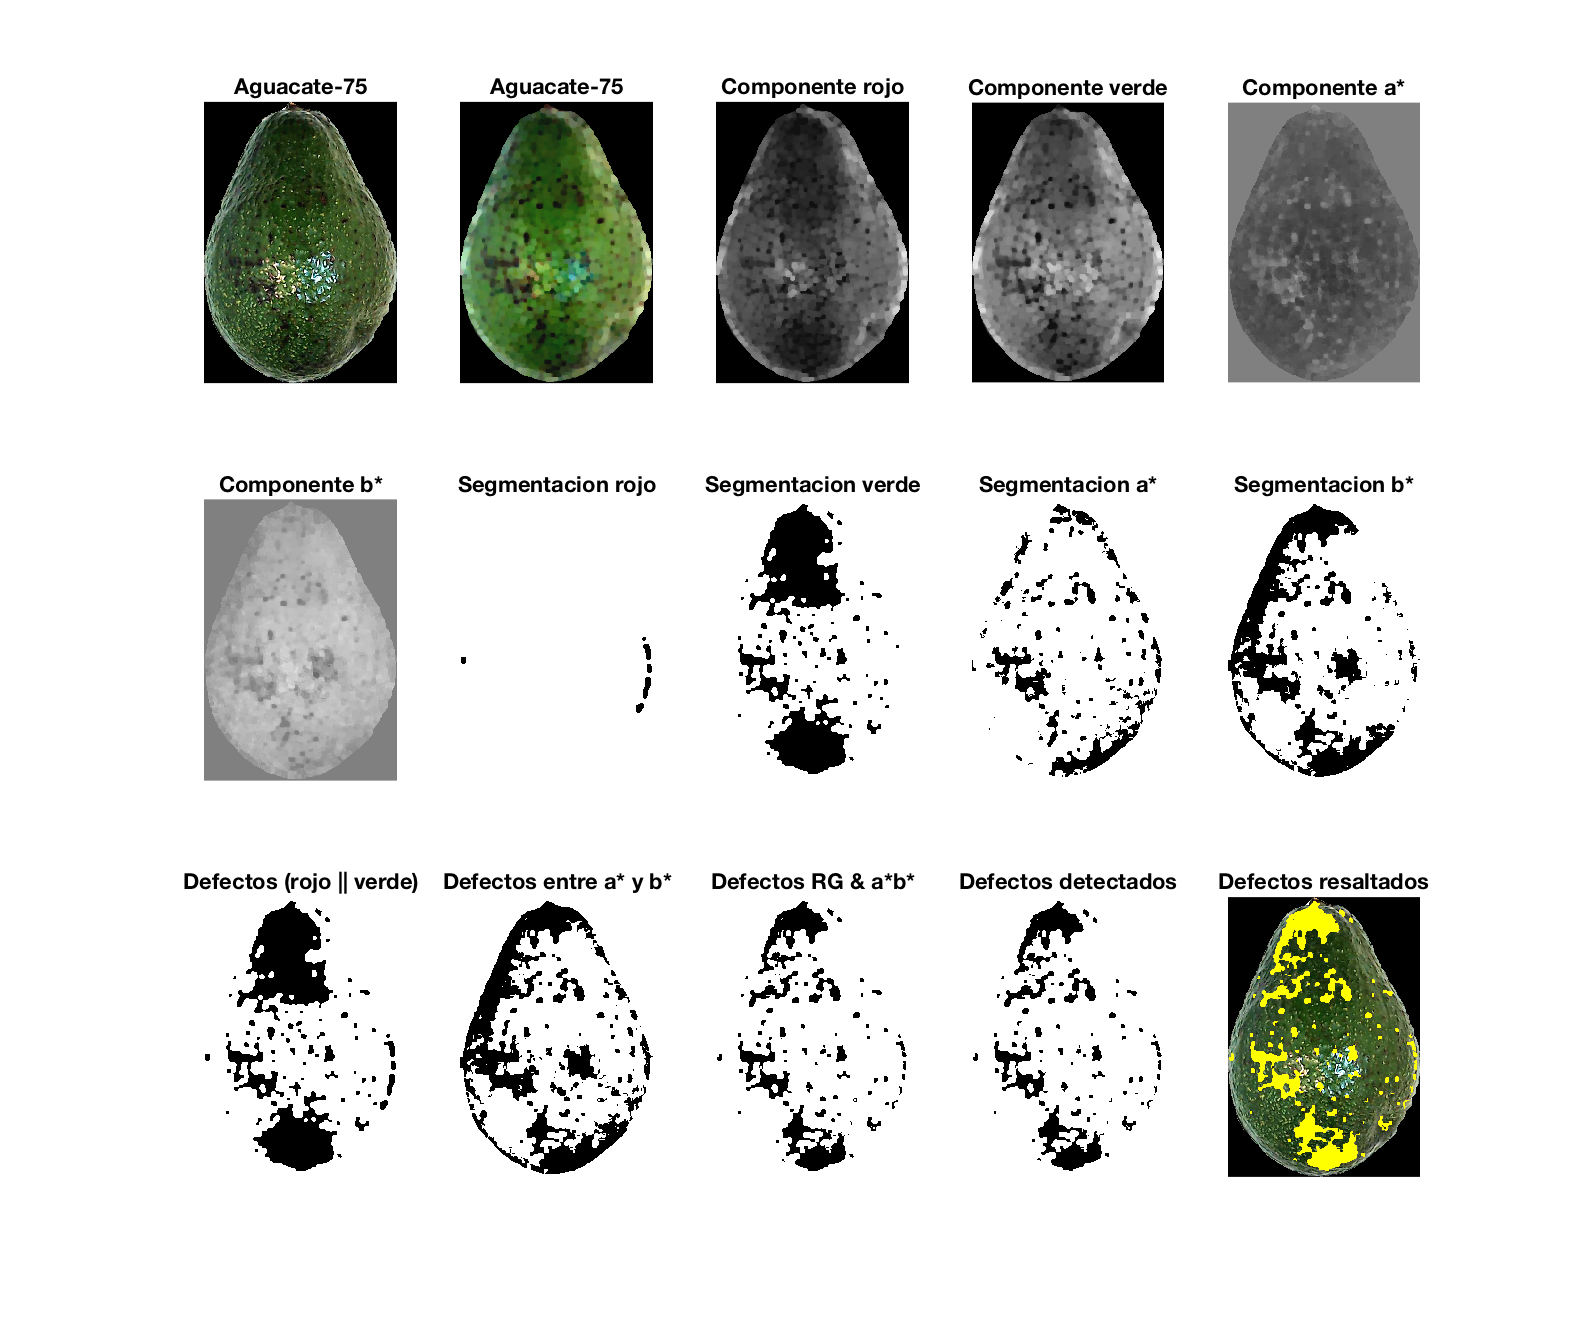 Aguacate-75
Aguacate-75
Componente rojo
Componente verde
Componente a*
Componente b*
Segmentacion rojo
Segmentacion verde
Segmentacion a*
Segmentacion b*
Defectos (rojo || verde)
Defectos entre a* y b*
Defectos RG & a*b*
Defectos detectados
Defectos resaltados